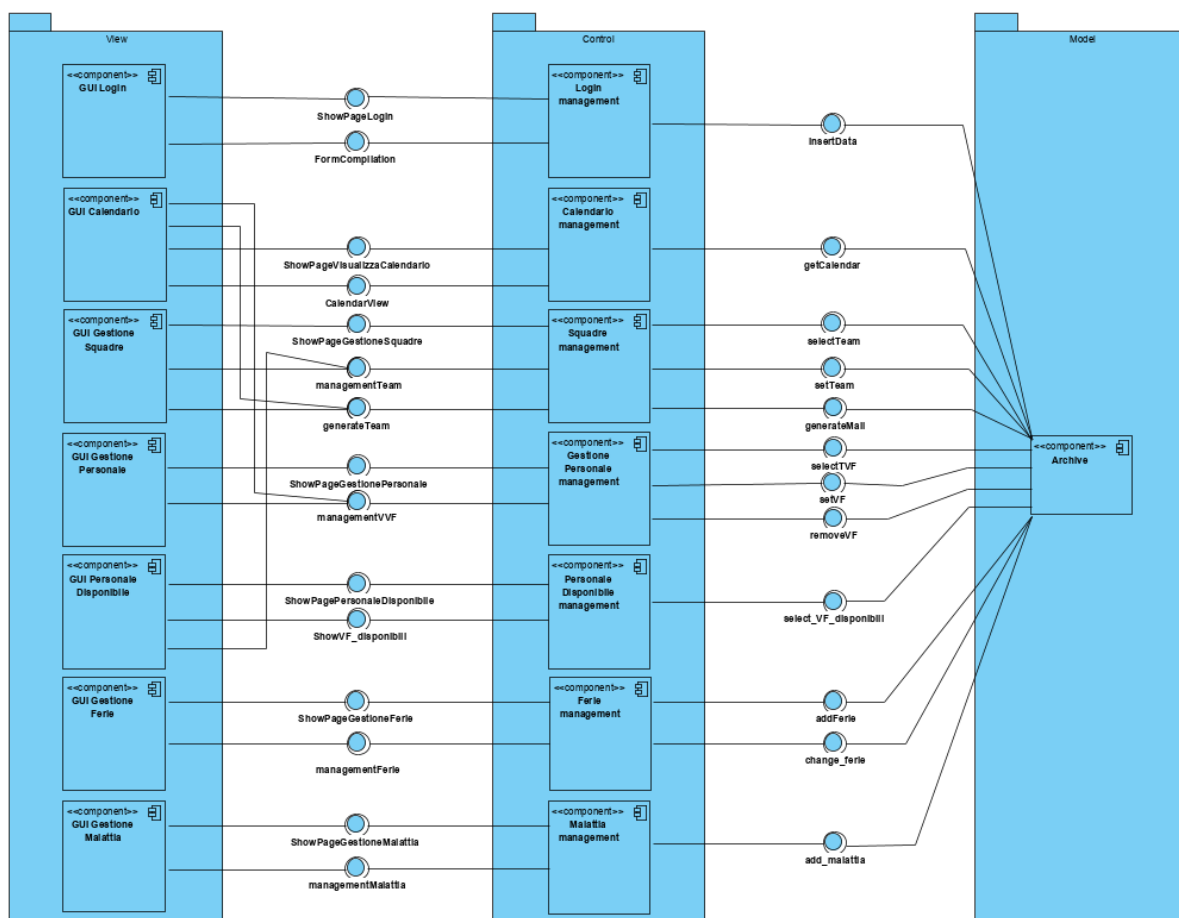 View
Control
Model
<<component>>
GUI Login
<<component>>
Login
management
ShowPageLogin
FormCompilation
InsertData
<<component>>
GUI Calendario
<<component>>
Calendario
management
ShowPageVisualizzaCalendario
CalendarView
getCalendar
<<component>>
GUI Gestione
Squadre
<<component>>
Squadre
management
ShowPageGestioneSquadre
managementTeam
generateTeam
selectTeam
setTeam
generateMail
<<component>>
GUI Gestione
Personale
<<component>>
Gestione
Personale
management
<<component>>
Archive
ShowPageGestionePersonale
managementVVF
selectTVF
setVF
removeVF
<<component>>
GUI Personale
Disponibile
<<component>>
Personale
Disponibile
management
ShowPagePersonaleDisponibile
ShowVF_disponibili
select_VF_disponibili
<<component>>
GUI Gestione
Ferie
<<component>>
Ferie
management
ShowPageGestioneFerie
managementFerie
addFerie
change_ferie
<<component>>
GUI Gestione
Malattia
<<component>>
Malattia
management
ShowPageGestioneMalattia
managementMalattia
add_malattia